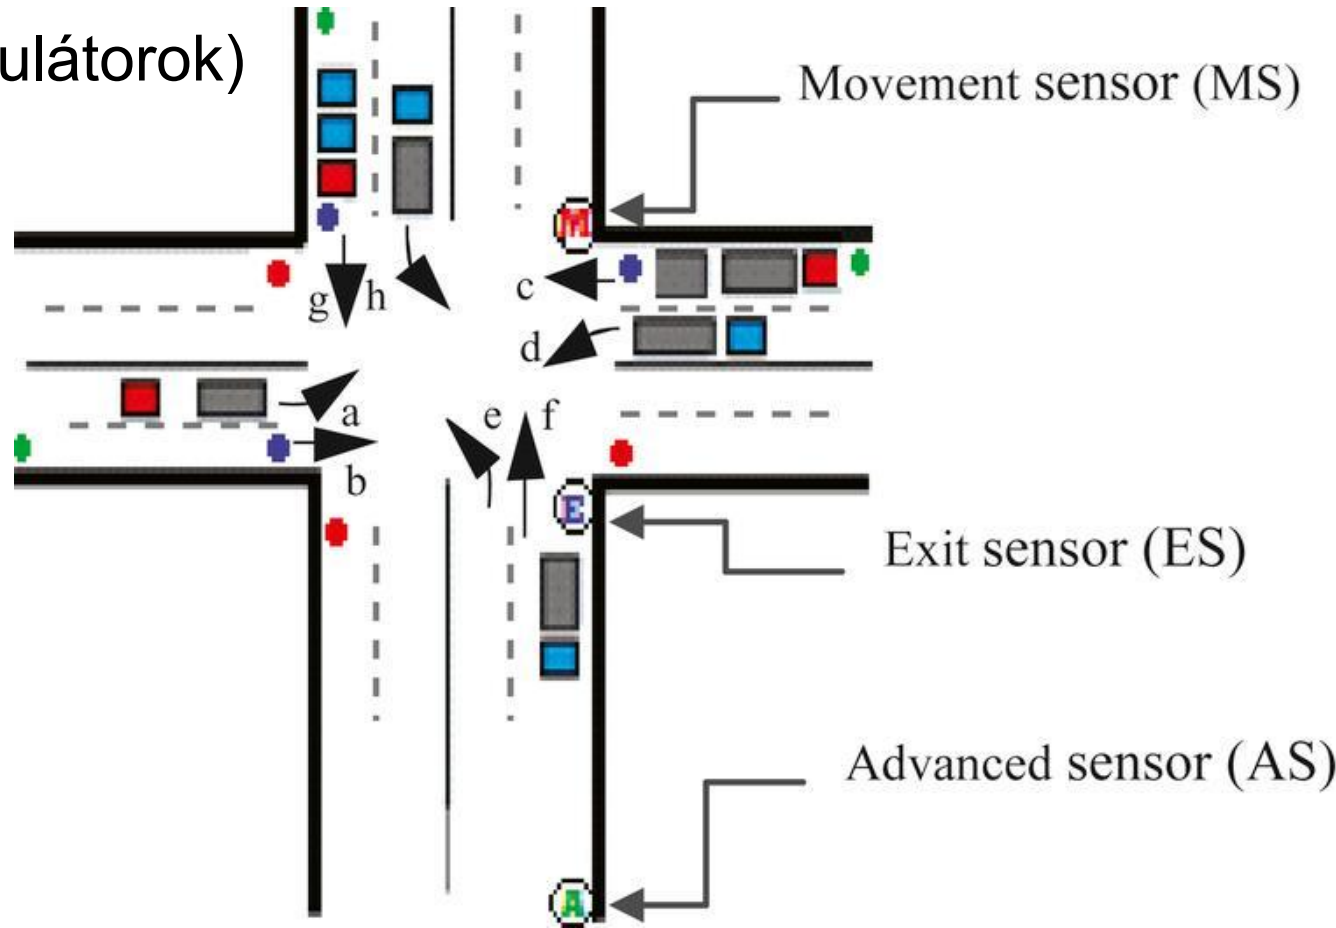 ulátorok)
Movement sensor (MS)
M
c
g h
d
a
e f
b
E
Exit sensor (ES)
Advanced sensor (AS)
A